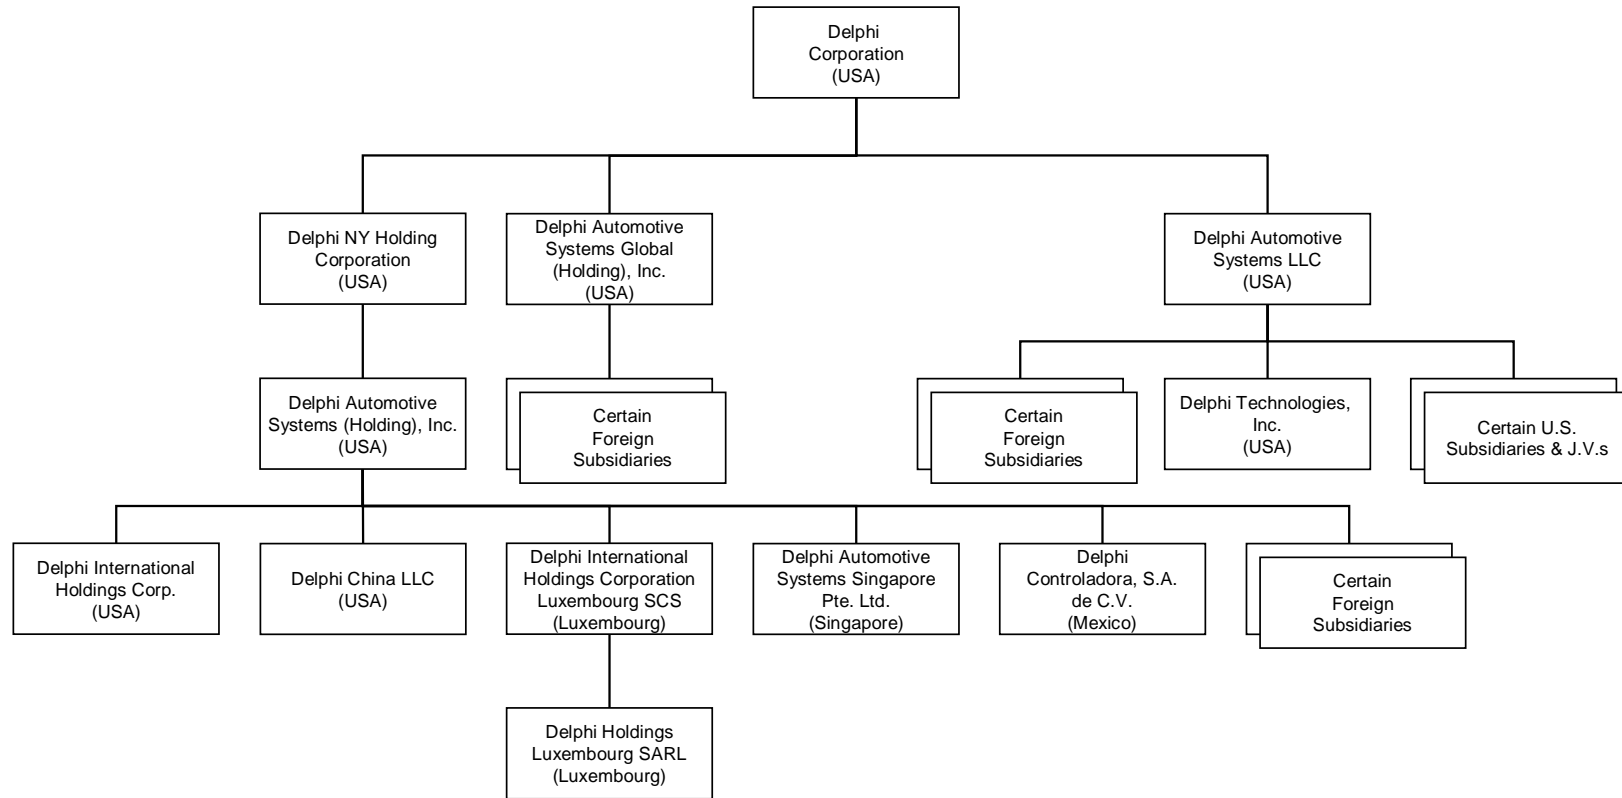 Delphi
Corporation
(USA)
Delphi NY Holding
Corporation
(USA)
Delphi Automotive
Systems Global
(Holding), Inc.
(USA)
Delphi Automotive
Systems LLC
(USA)
Delphi Automotive
Systems (Holding), Inc.
(USA)
Certain
Foreign
Subsidiaries
Certain
Foreign
Subsidiaries
Delphi Technologies,
Inc.
(USA)
Certain U.S.
Subsidiaries & J.V.s
Delphi International
Holdings Corp.
(USA)
Delphi China LLC
(USA)
Delphi International
Holdings Corporation
Luxembourg SCS
(Luxembourg)
Delphi Automotive
Systems Singapore
Pte. Ltd.
(Singapore)
Delphi
Controladora, S.A.
de C.V.
(Mexico)
Certain
Foreign
Subsidiaries
Delphi Holdings
Luxembourg SARL
(Luxembourg)